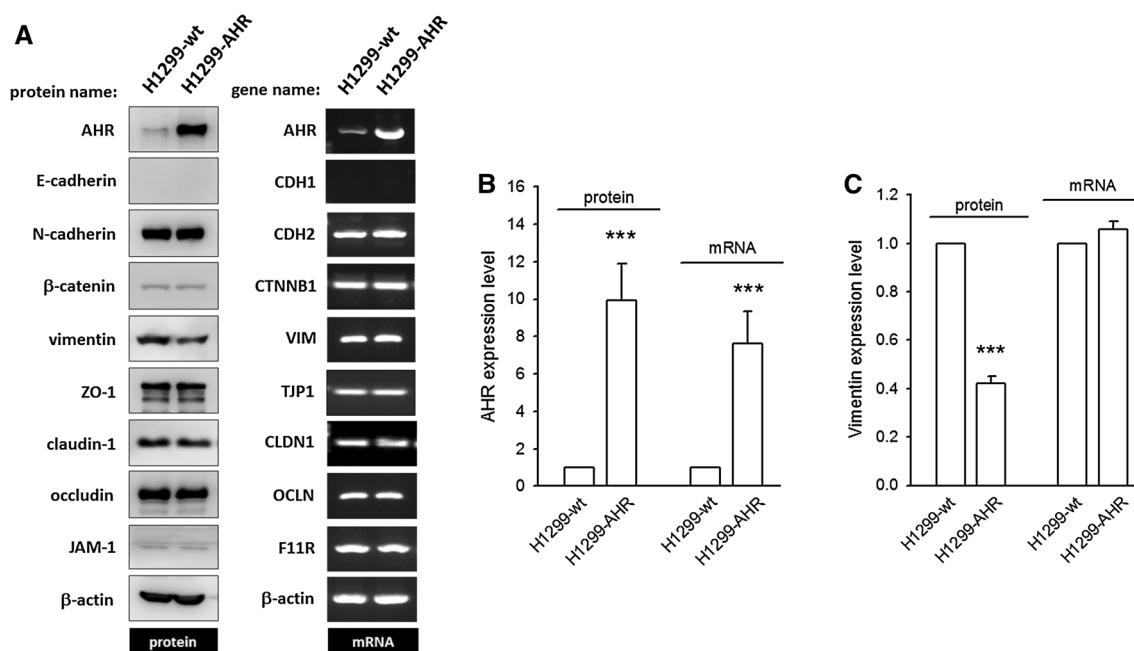 A
H1299-wt
H1299-AHR
H1299-wt
H1299-AHR
protein name:
gene name:
AHR
AHR
E-cadherin
CDH1
N-cadherin
CDH2
β-catenin
CTNNB1
vimentin
VIM
ZO-1
TJP1
claudin-1
CLDN1
occludin
OCLN
JAM-1
F11R
β-actin
β-actin
protein
mRNA
B
AHR expression level
16
14
12
10
8
6
4
2
0
protein
***
mRNA
***
H1299-wt
H1299-AHR
H1299-wt
H1299-AHR
C
Vimentin expression level
1.2
1.0
0.8
0.6
0.4
0.2
0.0
protein
***
mRNA
H1299-wt
H1299-AHR
H1299-wt
H1299-AHR